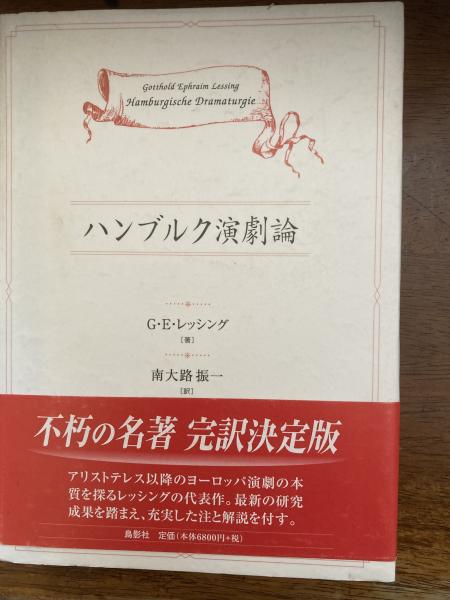 Gotthold Ephraim Lessing
Hamburgische Dramaturgie
ハンブルク演劇論
G・E・レッシング
[著]
南大路 振一
[訳]
不朽の名著 完訳決定版
アリストテレス以降のヨーロッパ演劇の本
質を探るレッシングの代表作。最新の研究
成果を踏まえ、充実した注と解説を付す。
鳥影社 定価(本体6800円+税)